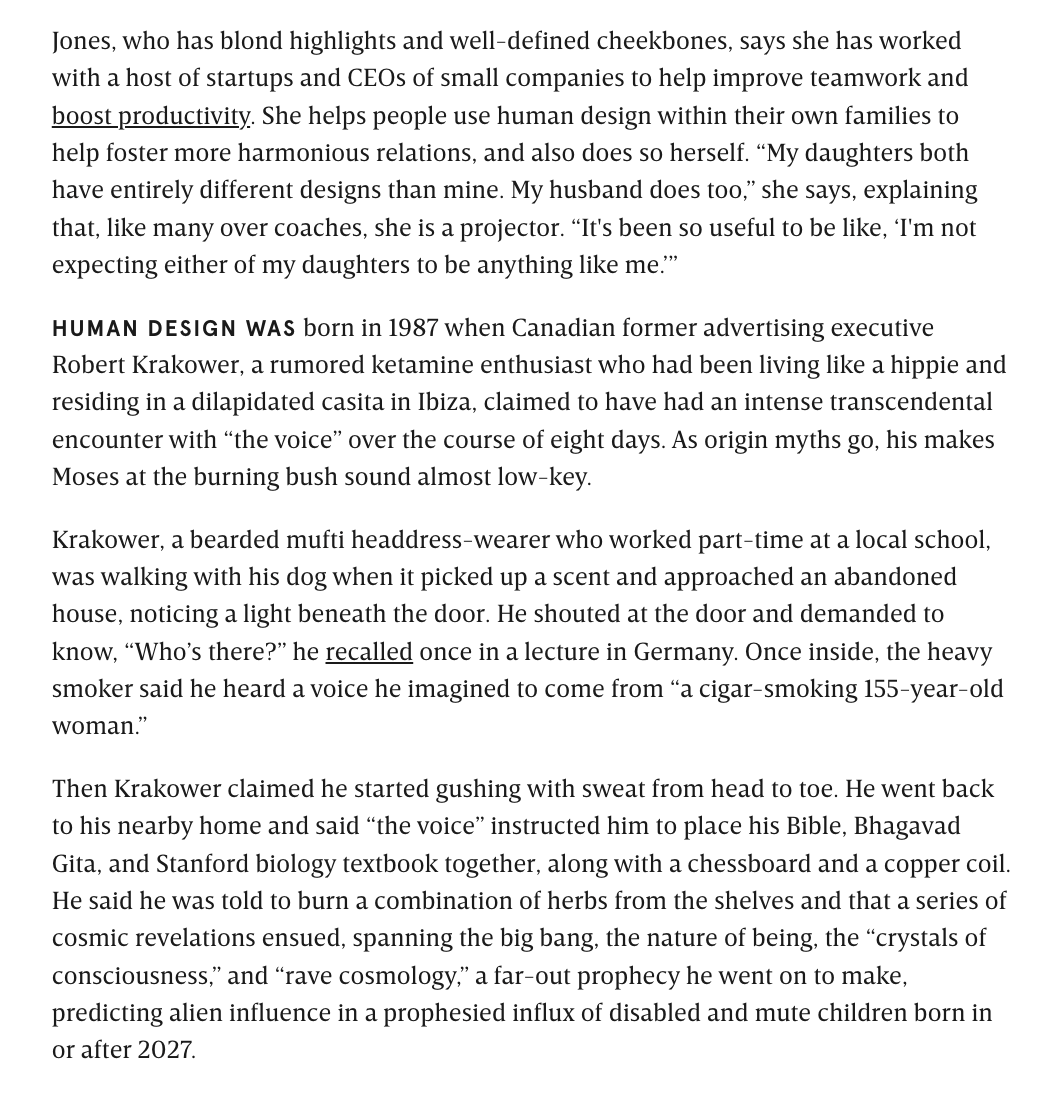 Jones, who has blond highlights and well-defined cheekbones, says she has worked
with a host of startups and CEOs of small companies to help improve teamwork and
boost productivity. She helps people use human design within their own families to
help foster more harmonious relations, and also does so herself. “My daughters both
have entirely different designs than mine. My husband does too,” she says, explaining
that, like many over coaches, she is a projector. “It's been so useful to be like, ‘I'm not
expecting either of my daughters to be anything like me.’”
HUMAN DESIGN WAS born in 1987 when Canadian former advertising executive
Robert Krakower, a rumored ketamine enthusiast who had been living like a hippie and
residing in a dilapidated casita in Ibiza, claimed to have had an intense transcendental
encounter with “the voice” over the course of eight days. As origin myths go, his makes
Moses at the burning bush sound almost low-key.
Krakower, a bearded mufti headdress-wearer who worked part-time at a local school,
was walking with his dog when it picked up a scent and approached an abandoned
house, noticing a light beneath the door. He shouted at the door and demanded to
know, “Who’s there?” he recalled once in a lecture in Germany. Once inside, the heavy
smoker said he heard a voice he imagined to come from “a cigar-smoking 155-year-old
woman.”
Then Krakower claimed he started gushing with sweat from head to toe. He went back
to his nearby home and said “the voice” instructed him to place his Bible, Bhagavad
Gita, and Stanford biology textbook together, along with a chessboard and a copper coil.
He said he was told to burn a combination of herbs from the shelves and that a series of
cosmic revelations ensued, spanning the big bang, the nature of being, the “crystals of
consciousness,” and “rave cosmology,” a far-out prophecy he went on to make,
predicting alien influence in a prophesied influx of disabled and mute children born in
or after 2027.